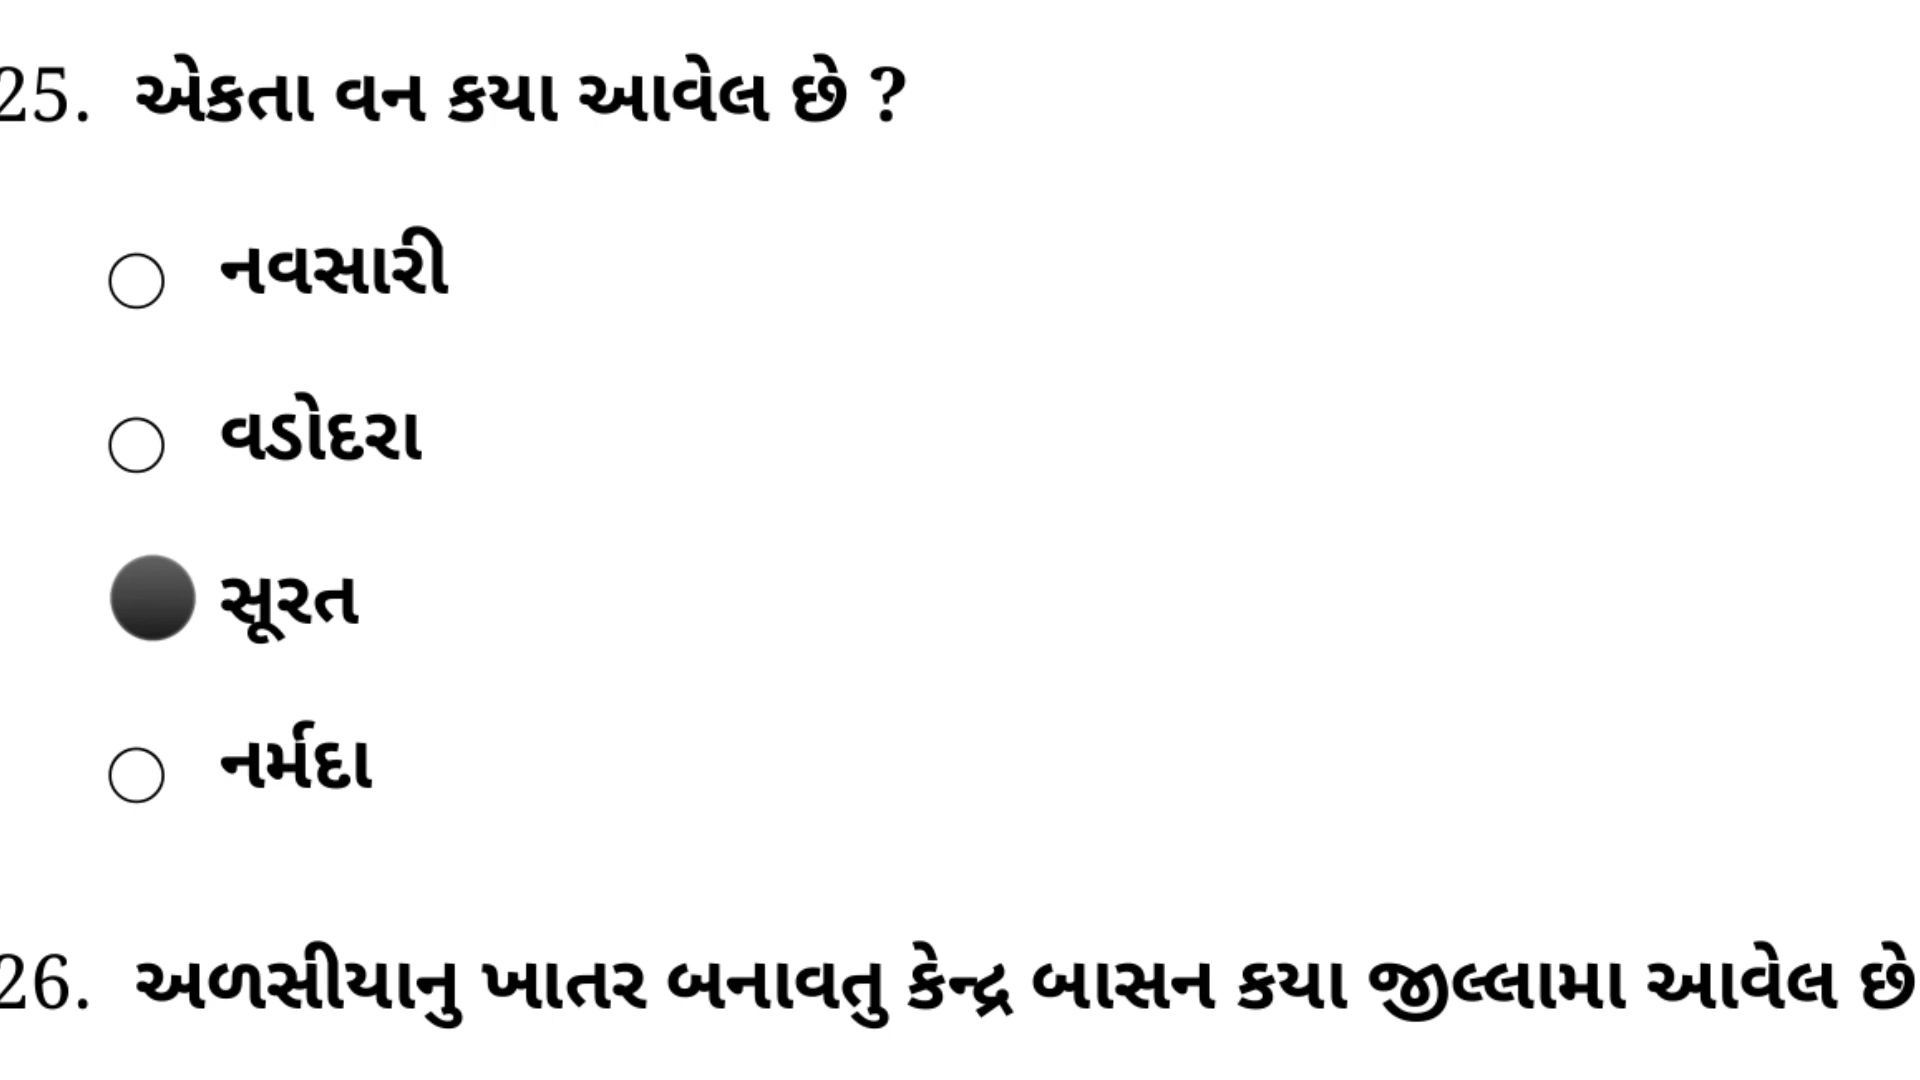 25. એકતા વન કયા આવેલ છે ?
નવસારી
વડોદરા
સૂરત
નર્મદા
26. અળસીયાનુ ખાતર બનાવતુ કેન્દ્ર બાસન કયા જીલ્લામા આવેલ છે